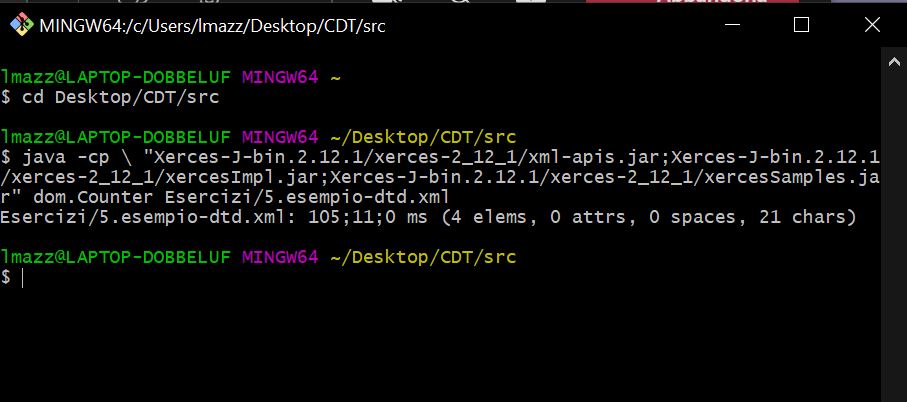 MINGW64:/c/Users/lmazz/Desktop/CDT/src
lmazz@LAPTOP-DOBBELUF MINGW64 ~
$ cd Desktop/CDT/src
lmazz@LAPTOP-DOBBELUF MINGW64 ~/Desktop/CDT/src
$ java -cp \ "Xerces-J-bin.2.12.1/xerces-2_12_1/xml-apis.jar;Xerces-J-bin.2.12.1
/xerces-2_12_1/xercesImpl.jar;Xerces-J-bin.2.12.1/xerces-2_12_1/xercesSamples.ja
r" dom.Counter Esercizi/5.esempio-dtd.xml
Esercizi/5.esempio-dtd.xml: 105;11;0 ms (4 elems, 0 attrs, 0 spaces, 21 chars)
lmazz@LAPTOP-DOBBELUF MINGW64 ~/Desktop/CDT/src
$